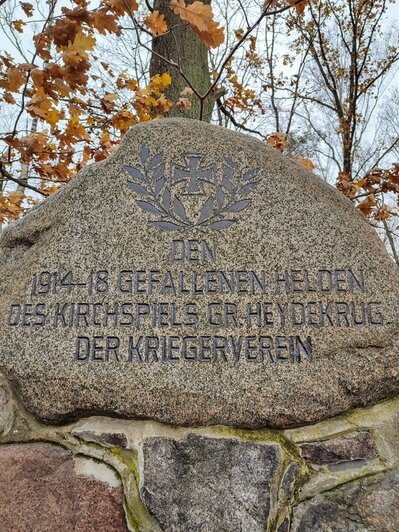 DEN
1914-18 GEFALLENEN HELDEN
DES KIRCHSPIELS GR. HEYDEKRUG
DER KRIEGERVEREIN